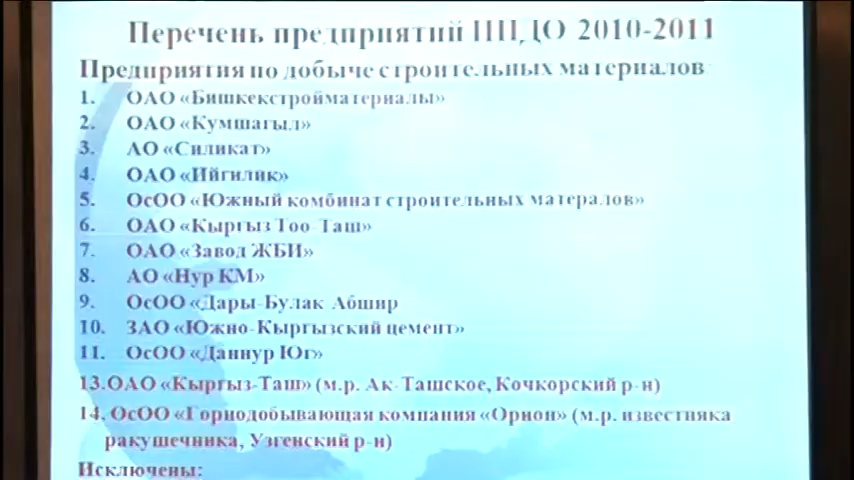 Перечень предприятий ИПДО 2010-2011
Предприятия по добыче строительных материалов
1. ОАО «Бишкекстройматериалы»
2. ОАО «Кумшагыл»
3. АО «Силикат»
4. ОАО «Ийгилик»
5. ОсОО «Южный комбинат строительных матералов»
6. ОАО «Кыргыз Тоо-Таш»
7. ОАО «Завод ЖБИ»
8. АО «Нур КМ»
9. ОсОО «Дары-Булак-Абшир
10. ЗАО «Южно-Кыргызский цемент»
11. ОсОО «Даннур Юг»
13.ОАО «Кыргыз-Таш» (м.р. Ак-Ташское, Кочкорский р-н)
14. ОсОО «Горнодобывающая компания «Орион» (м.р. известняка
ракушечника, Узгенский р-н)
Исключены: